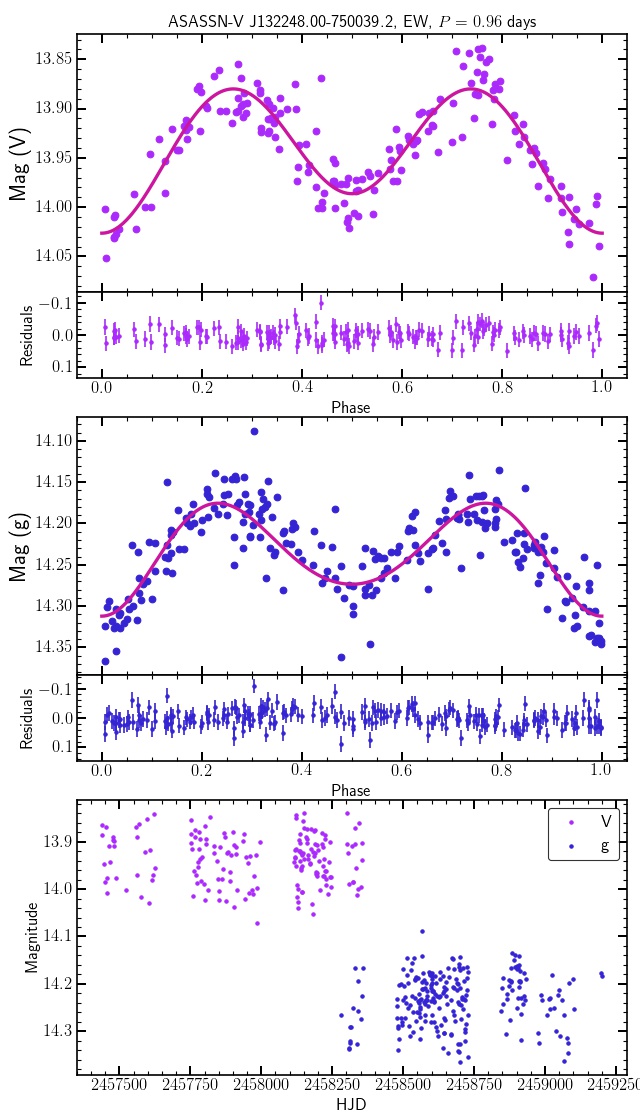 ASASSN-V J132248.00-750039.2, EW, P = 0.96 days
13.85
13.90
13.95
14.00
14.05
Mag (V)
−0.1
0.0
0.1
Residuals
0.0 0.2 0.4 0.6 0.8 1.0
Phase
14.10
14.15
14.20
14.25
14.30
14.35
Mag (g)
−0.1
0.0
0.1
Residuals
0.0 0.2 0.4 0.6 0.8 1.0
Phase
V
g
13.9
14.0
14.1
14.2
14.3
Magnitude
2457500 2457750 2458000 2458250 2458500 2458750 2459000 245925
HJD